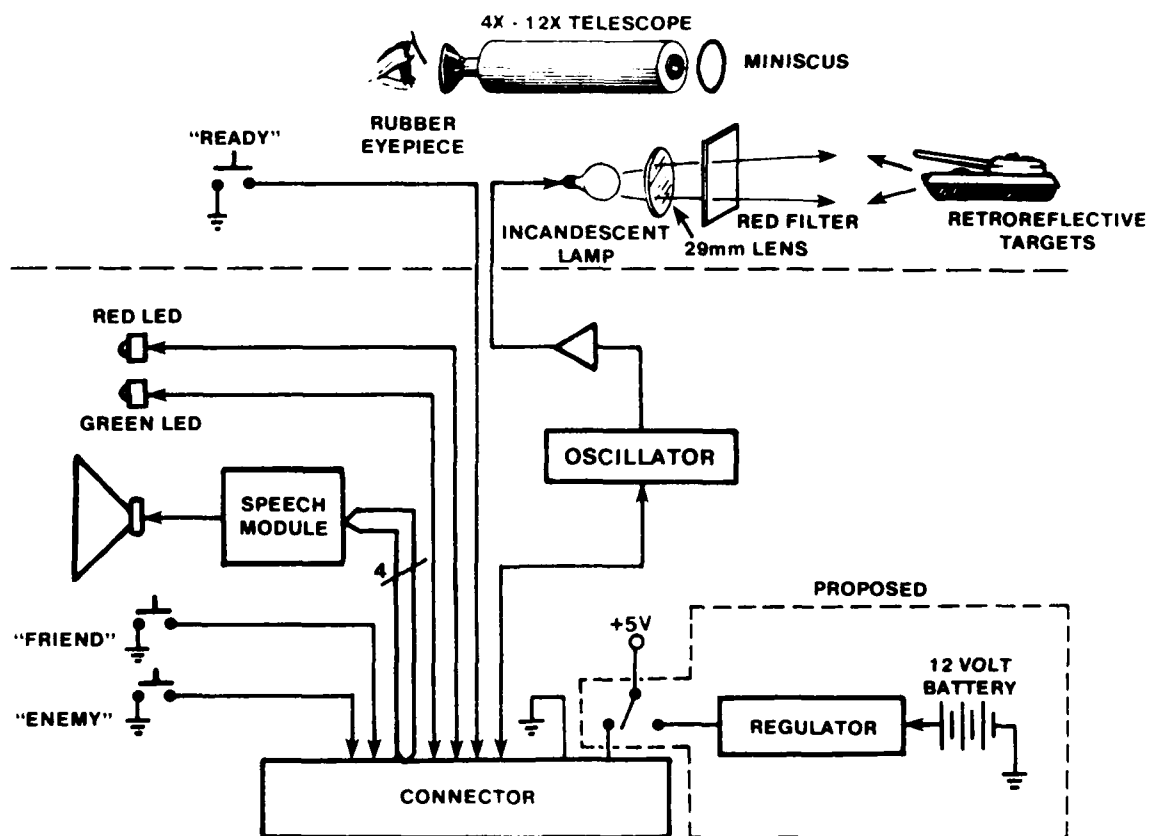 4X - 12X TELESCOPE
MINISCUS
RUBBER
EYEPIECE
"READY"
INCANDESCENT
LAMP
RED FILTER
29mm LENS
RETROREFLECTIVE
TARGETS
RED LED
GREEN LED
OSCILLATOR
SPEECH
MODULE
4
PROPOSED
"FRIEND"
+5V
12 VOLT
BATTERY
"ENEMY"
REGULATOR
CONNECTOR